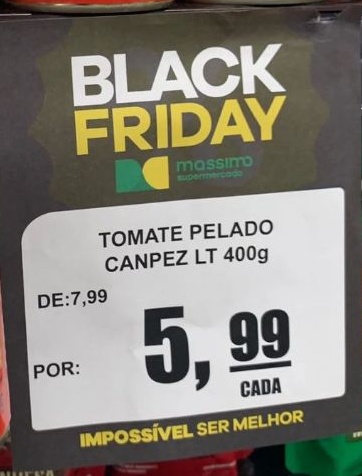 BLACK
FRIDAY
massimo
supermercado
TOMATE PELADO
CANPEZ LT 400g
DE:7,99
POR:
5,99
CADA
IMPOSSÍVEL SER MELHOR